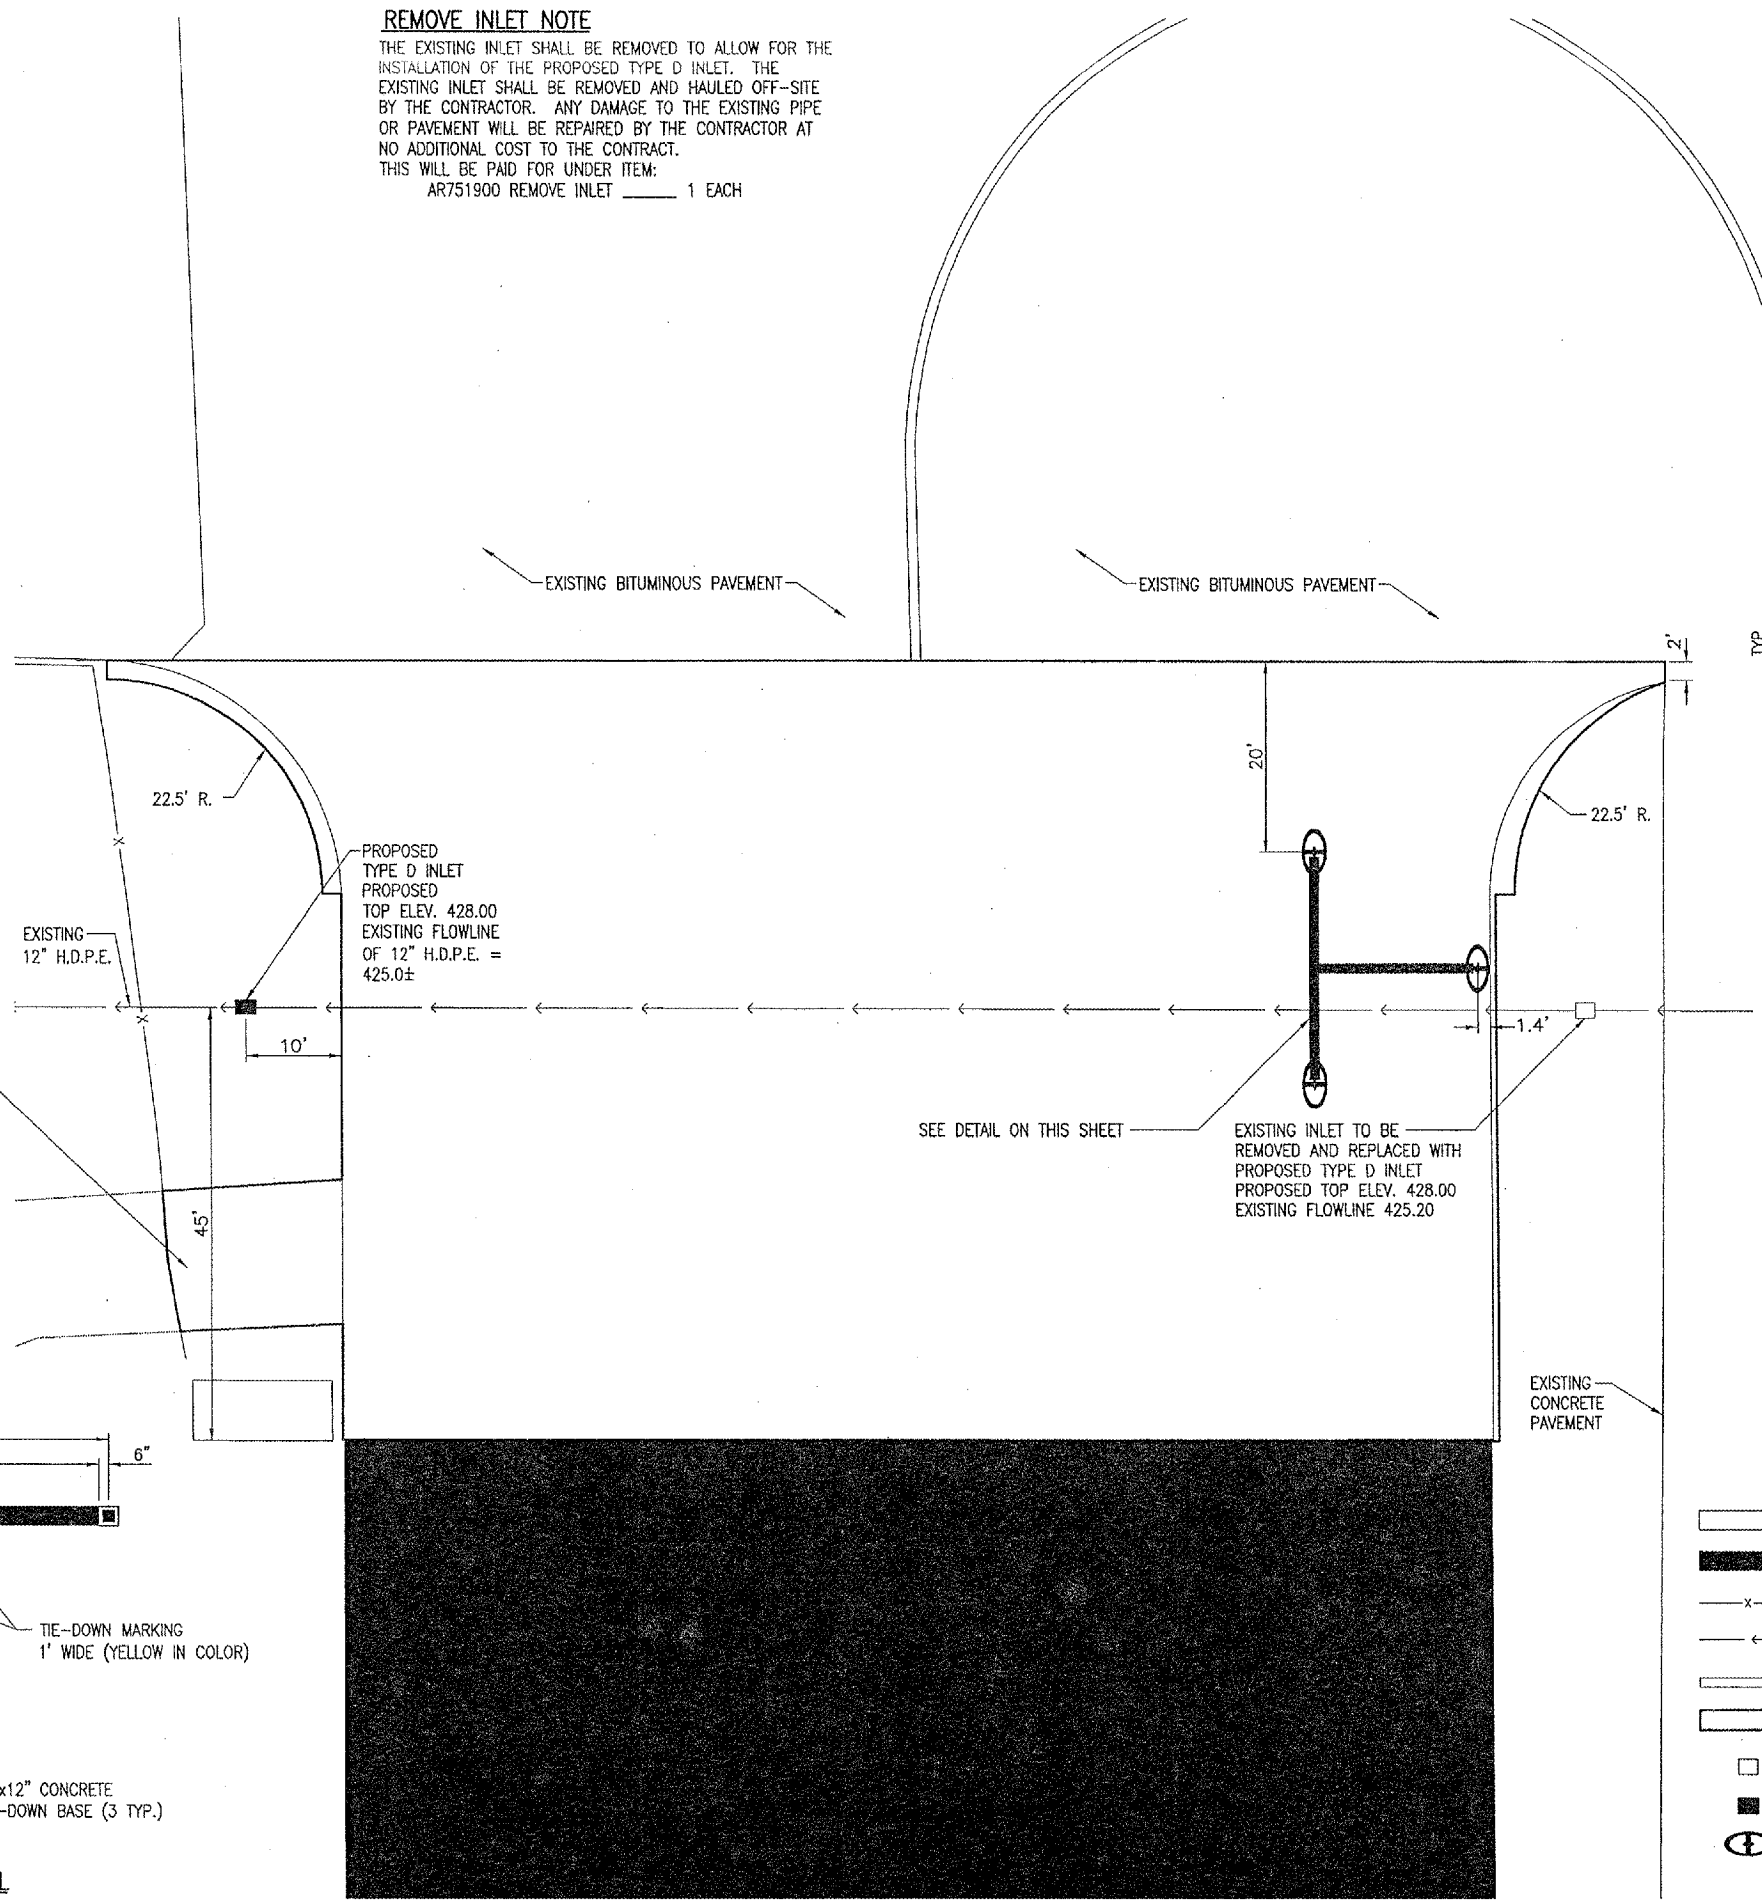 REMOVE INLET NOTE
THE EXISTING INLET SHALL BE REMOVED TO ALLOW FOR THE
INSTALLATION OF THE PROPOSED TYPE D INLET. THE
EXISTING INLET SHALL BE REMOVED AND HAULED OFF-SITE
BY THE CONTRACTOR. ANY DAMAGE TO THE EXISTING PIPE
OR PAVEMENT WILL BE REPAIRED BY THE CONTRACTOR AT
NO ADDITIONAL COST TO THE CONTRACT.
THIS WILL BE PAID FOR UNDER ITEM:
AR751900 REMOVE INLET _____ 1 EACH
EXISTING BITUMINOUS PAVEMENT
EXISTING BITUMINOUS PAVEMENT
2'
TYP
20'
22.5' R.
22.5' R.
PROPOSED
TYPE D INLET
PROPOSED
TOP ELEV. 428.00
EXISTING FLOWLINE
OF 12" H.D.P.E. =
425.0±
EXISTING
12" H.D.P.E.
X
X
10'
1.4'
SEE DETAIL ON THIS SHEET
EXISTING INLET TO BE
REMOVED AND REPLACED WITH
PROPOSED TYPE D INLET
PROPOSED TOP ELEV. 428.00
EXISTING FLOWLINE 425.20
45'
EXISTING
CONCRETE
PAVEMENT
6"
TIE-DOWN MARKING
1' WIDE (YELLOW IN COLOR)
X
x12" CONCRETE
-DOWN BASE (3 TYP.)
L